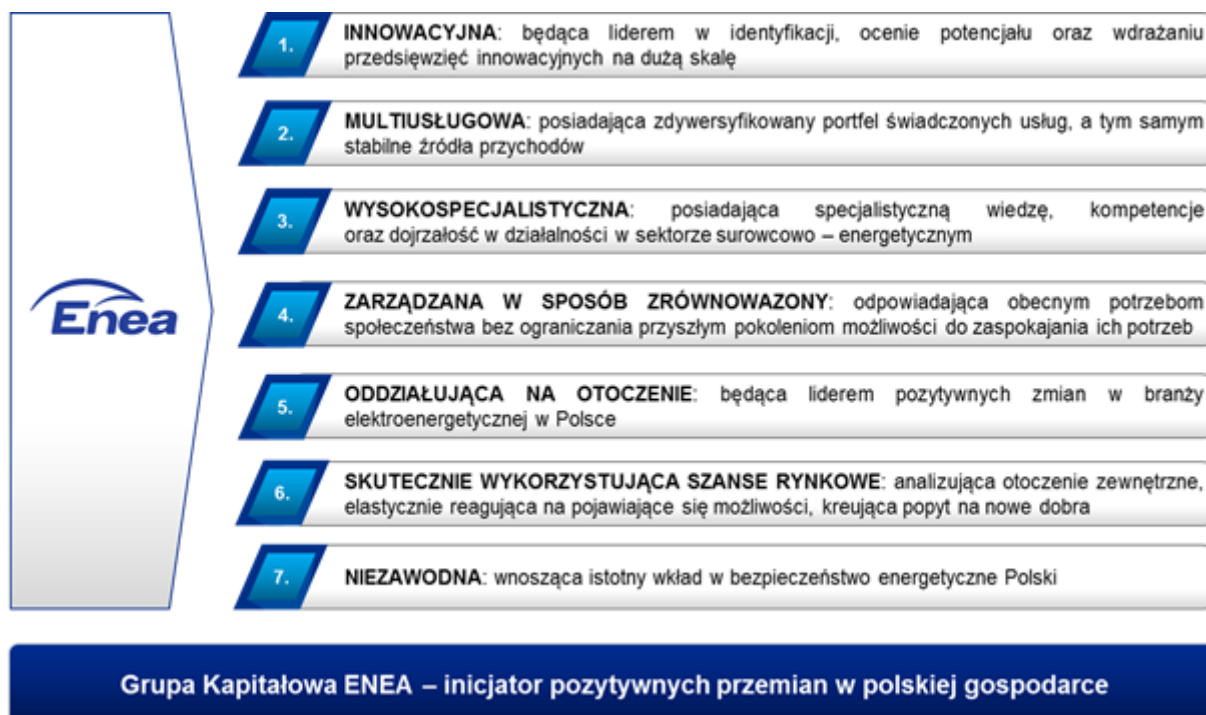 Enea
1.
INNOWACYJNA: będąca liderem w identyfikacji, ocenie potencjału oraz wdrażaniu
przedsięwzięć innowacyjnych na dużą skalę
2.
MULTIUSŁUGOWA: posiadająca zdywersyfikowany portfel świadczonych usług, a tym samym
stabilne źródła przychodów
3.
WYSOKOSPECJALISTYCZNA: posiadająca specjalistyczną wiedzę, kompetencje
oraz dojrzałość w działalności w sektorze surowcowo – energetycznym
4.
ZARZĄDZANA W SPOSÓB ZRÓWNOWAZONY: odpowiadająca obecnym potrzebom
społeczeństwa bez ograniczania przyszłym pokoleniom możliwości do zaspokajania ich potrzeb
5.
ODDZIAŁUJĄCA NA OTOCZENIE: będąca liderem pozytywnych zmian w branży
elektroenergetycznej w Polsce
6.
SKUTECZNIE WYKORZYSTUJĄCA SZANSE RYNKOWE: analizująca otoczenie zewnętrzne,
elastycznie reagująca na pojawiające się możliwości, kreująca popyt na nowe dobra
7.
NIEZAWODNA: wnosząca istotny wkład w bezpieczeństwo energetyczne Polski
Grupa Kapitałowa ENEA – inicjator pozytywnych przemian w polskiej gospodarce